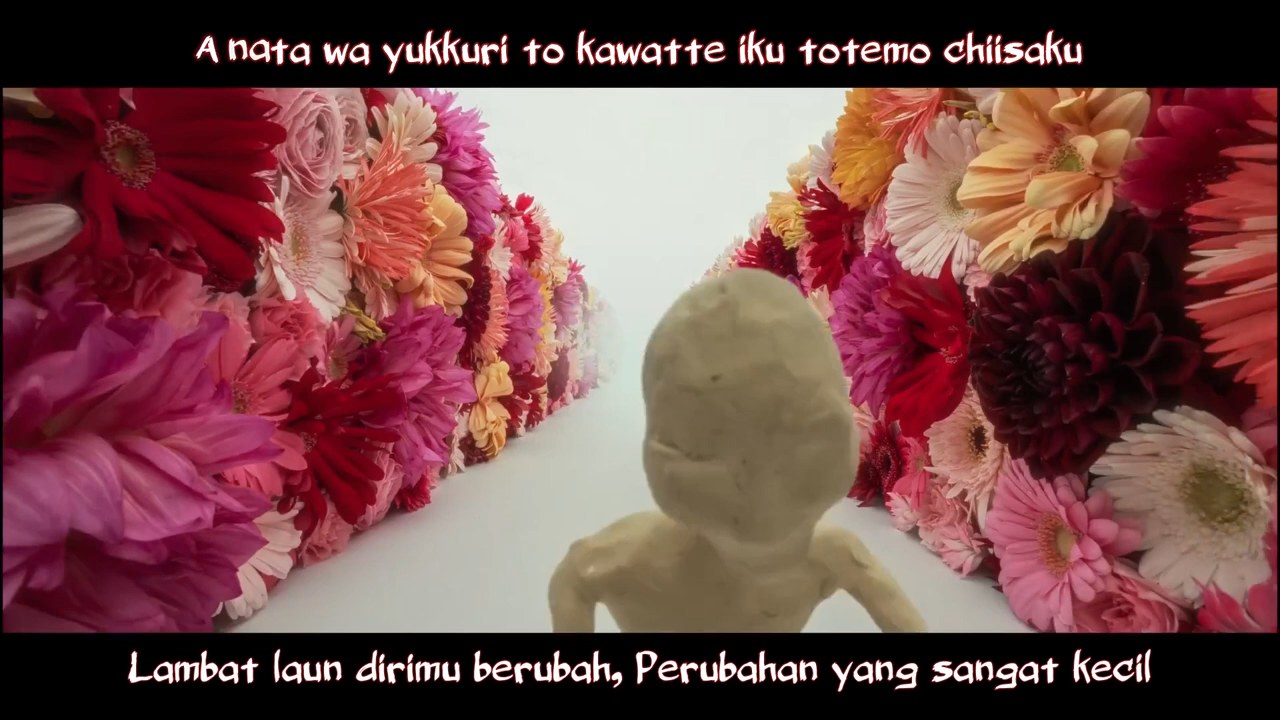 A nata wa yukkuri to kawatte iku totemo chiisaku
Lambat laun dirimu berubah, Perubahan yang sangat kecil